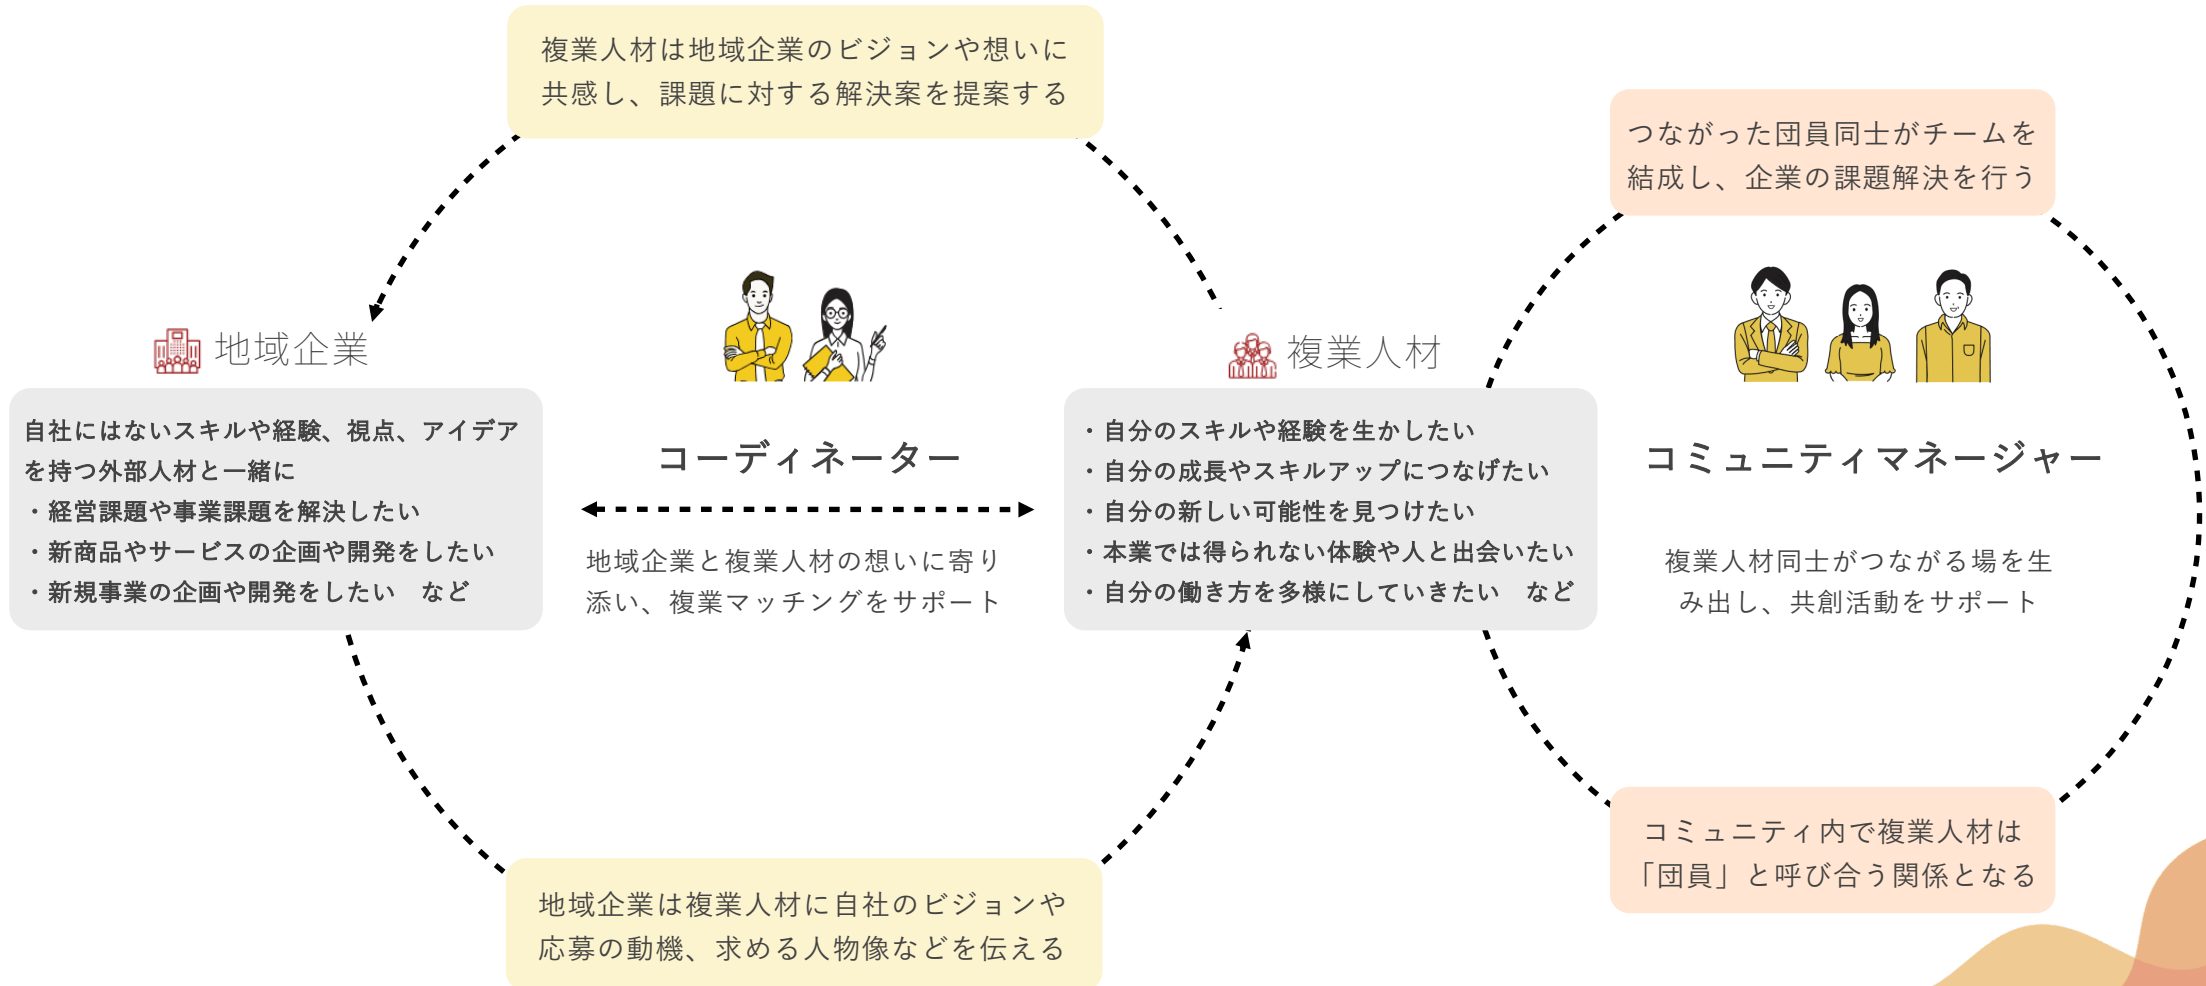 複業人材は地域企業のビジョンや想いに
共感し、課題に対する解決案を提案する
つながった団員同士がチームを
結成し、企業の課題解決を行う
地域企業
自社にはないスキルや経験、視点、アイデア
を持つ外部人材と一緒に
・経営課題や事業課題を解決したい
・新商品やサービスの企画や開発をしたい
・新規事業の企画や開発をしたい　など
コーディネーター
地域企業と複業人材の想いに寄り
添い、複業マッチングをサポート
複業人材
・自分のスキルや経験を生かしたい
・自分の成長やスキルアップにつなげたい
・自分の新しい可能性を見つけたい
・本業では得られない体験や人と出会いたい
・自分の働き方を多様にしていきたい　など
コミュニティマネージャー
複業人材同士がつながる場を生
み出し、共創活動をサポート
地域企業は複業人材に自社のビジョンや
応募の動機、求める人物像などを伝える
コミュニティ内で複業人材は
「団員」と呼び合う関係となる